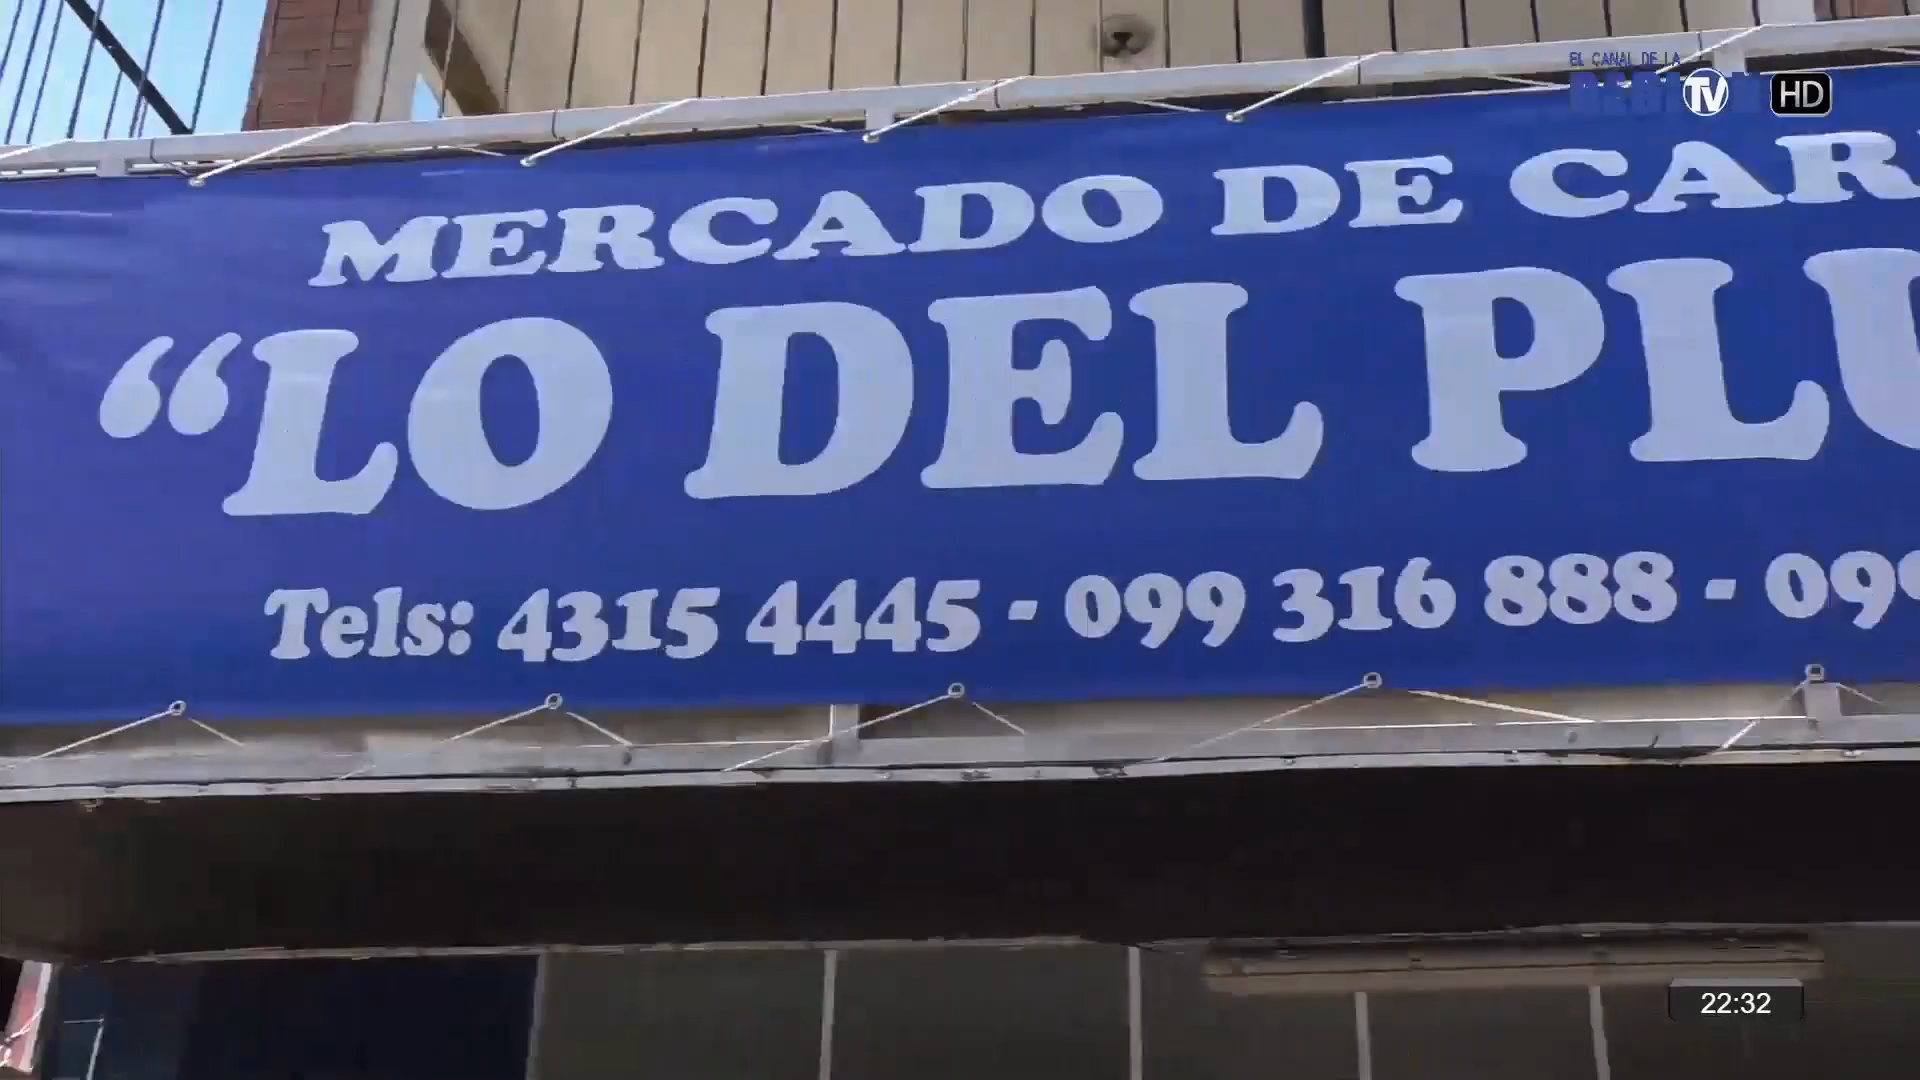 EL CANAL DE LA
TV HD
MERCADO DE CAR
“LO DEL PLU
Tels: 4315 4445 - 099 316 888 - 099
22:32